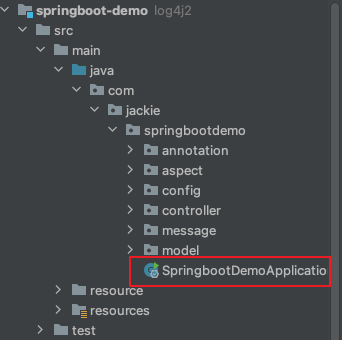 springboot-demo log4j2
src
main
java
com
jackie
springbootdemo
annotation
aspect
config
controller
message
model
SpringbootDemoApplicatio
resource
resources
test